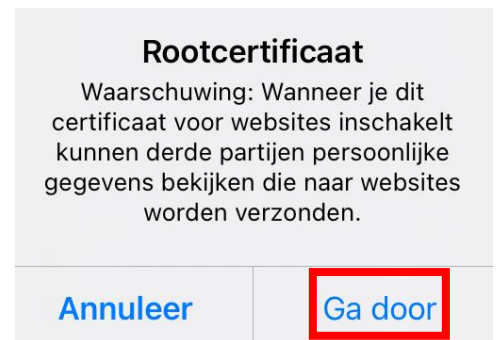 Rootcertificaat
Waarschuwing: Wanneer je dit
certificaat voor websites inschakelt
kunnen derde partijen persoonlijke
gegevens bekijken die naar websites
worden verzonden.
Annuleer
Ga door